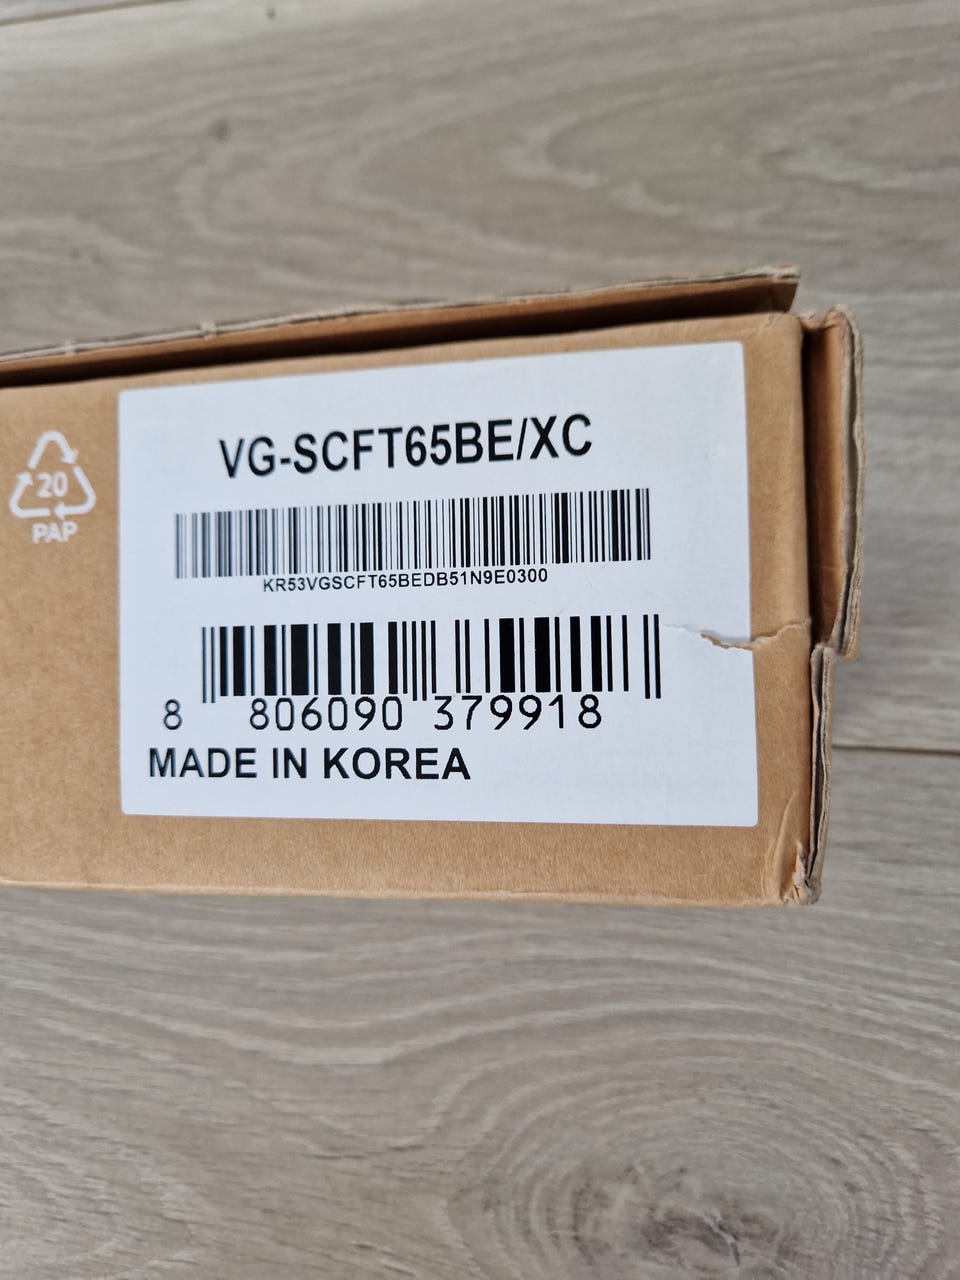 VG-SCFT65BE/XC
KR53VGSCFT65BEDB51N9E0300
8 806090 379918
MADE IN KOREA
20
PAP